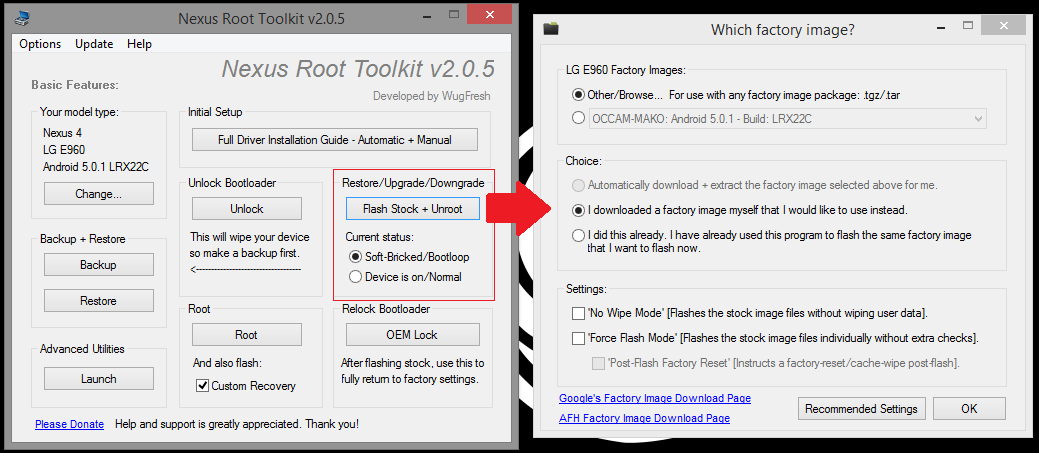 Nexus Root Toolkit v2.0.5
Options Update Help
Nexus Root Toolkit v2.0.5
Developed by WugFresh
Basic Features:
Your model type:
Nexus 4
LG E960
Android 5.0.1 LRX22C
Change...
Initial Setup
Full Driver Installation Guide - Automatic + Manual
Unlock Bootloader
Unlock
This will wipe your device
so make a backup first.
<-----------------------------------
Restore/Upgrade/Downgrade
Flash Stock + Unroot
Current status:
Soft-Bricked/Bootloop
Device is on/Normal
Backup + Restore
Backup
Restore
Root
Root
And also flash:
Custom Recovery
Relock Bootloader
OEM Lock
After flashing stock, use this to
fully return to factory settings.
Advanced Utilities
Launch
Please Donate Help and support is greatly appreciated. Thank you!
Which factory image?
LG E960 Factory Images:
Other/Browse... For use with any factory image package: .tgz/.tar
OCCAM-MAKO: Android 5.0.1 - Build: LRX22C
Choice:
Automatically download + extract the factory image selected above for me.
I downloaded a factory image myself that I would like to use instead.
I did this already. I have already used this program to flash the same factory image
that I want to flash now.
Settings:
'No Wipe Mode' [Flashes the stock image files without wiping user data].
'Force Flash Mode' [Flashes the stock image files individually without extra checks].
'Post-Flash Factory Reset' [Instructs a factory-reset/cache-wipe post-flash].
Google's Factory Image Download Page
AFH Factory Image Download Page
Recommended Settings
OK